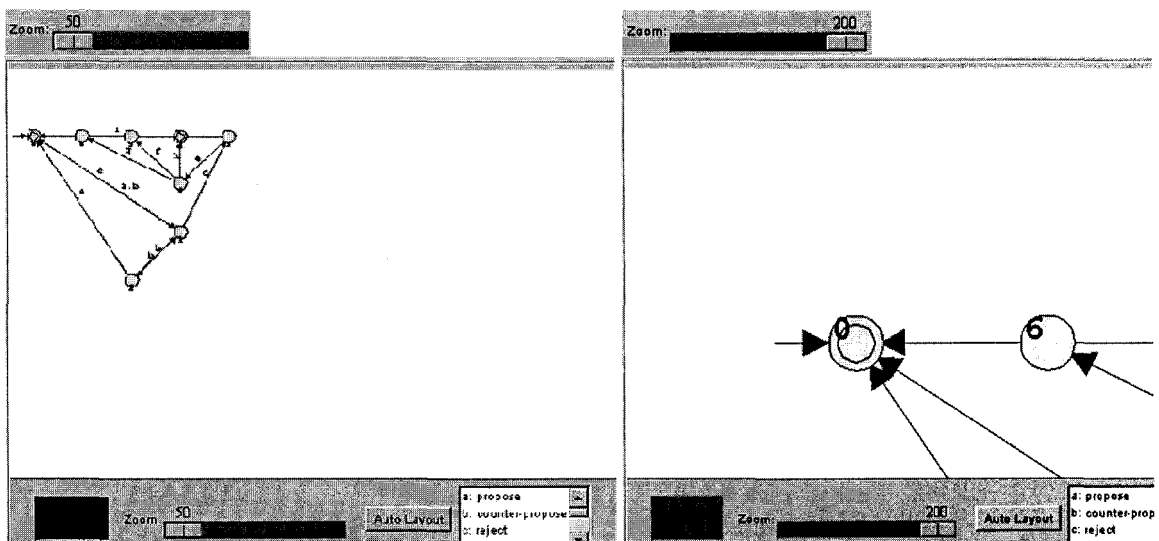 50
Zoom:
200
Zoom:
a
a.b
0
6
Zoom
50
Auto Layout
a: propose
b: counter-propose
c: reject
Zoom:
200
Auto Layout
a: propose
b: counter-prop
c: reject